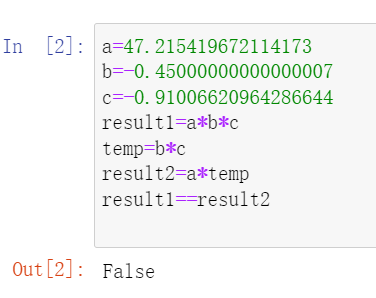 In [2]: a=47.215419672114173
b=-0.45000000000000007
c=-0.91006620964286644
result1=a*b*c
temp=b*c
result2=a*temp
result1==result2
Out[2]: False